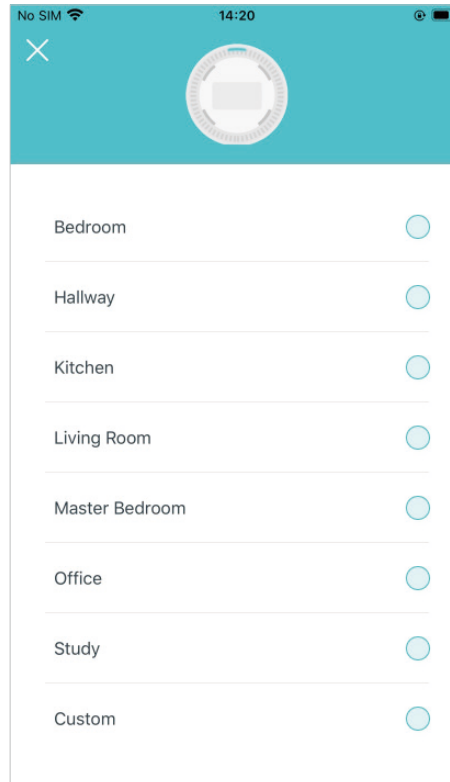 No SIM 14:20
Bedroom
Hallway
Kitchen
Living Room
Master Bedroom
Office
Study
Custom